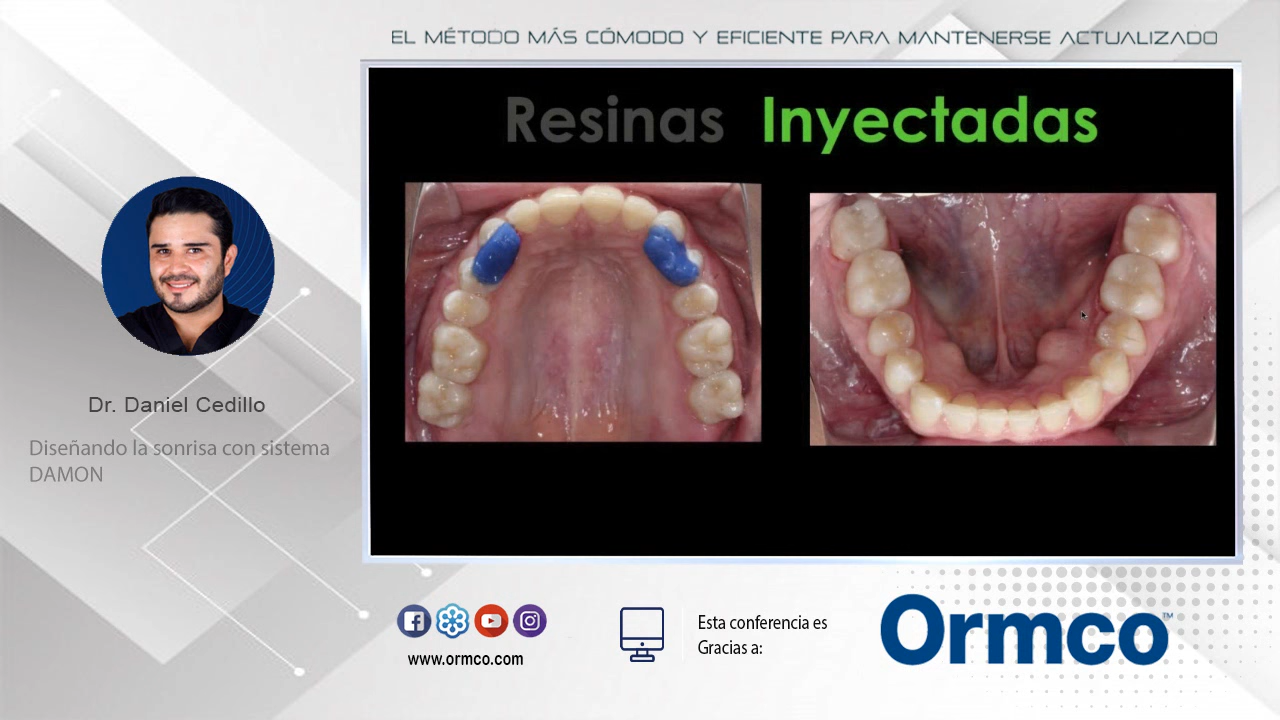 EL MÉTODO MÁS CÓMODO Y EFICIENTE PARA MANTENERSE ACTUALIZADO
Resinas Inyectadas
Dr. Daniel Cedillo
Diseñando la sonrisa con sistema
DAMON
www.ormco.com
Esta conferencia es
Gracias a:
Ormco™